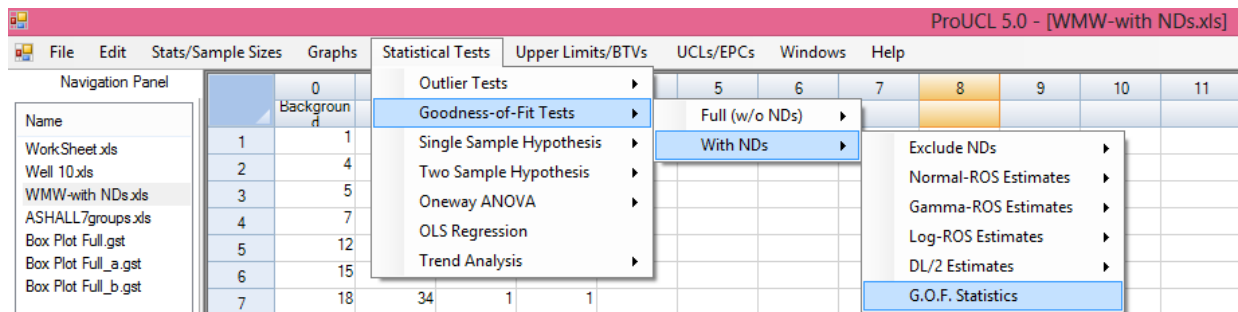 ProUCL 5.0 - [WMW-with NDs.xls]
File Edit Stats/Sample Sizes Graphs Statistical Tests Upper Limits/BTVs UCLs/EPCs Windows Help
Navigation Panel
Name
WorkSheet.xls
Well 10.xls
WMW-with NDs.xls
ASHALL7groups.xls
Box Plot Full.gst
Box Plot Full_a.gst
Box Plot Full_b.gst
0 5 6 7 8 9 10 11
Backgroun
d
1 1
2 4
3 5
4 7
5 12
6 15
7 18 34 1 1
Outlier Tests
Goodness-of-Fit Tests
Single Sample Hypothesis
Two Sample Hypothesis
Oneway ANOVA
OLS Regression
Trend Analysis
Full (w/o NDs)
With NDs
Exclude NDs
Normal-ROS Estimates
Gamma-ROS Estimates
Log-ROS Estimates
DL/2 Estimates
G.O.F. Statistics